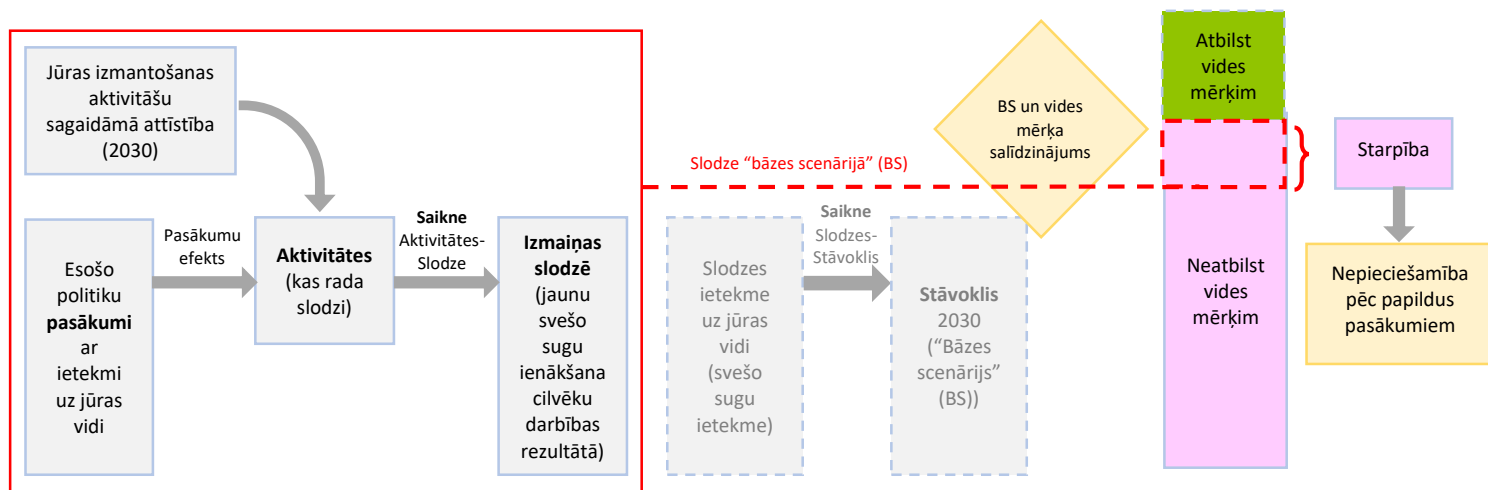 Jūras izmantošanas
aktivitāšu
sagaidāmā attīstība
(2030)
Esošo
politiku
pasākumi
ar
ietekmi
uz jūras
vidi
Pasākumu
efekts
Aktivitātes
(kas rada
slodzi)
Saikne
Aktivitātes-
Slodze
Izmaiņas
slodzē
(jaunu
svešo
sugu
ienākšana
cilvēku
darbības
rezultātā)
Slodze “bāzes scenārijā” (BS)
Slodzes
ietekme
uz jūras
vidi
(svešo
sugu
ietekme)
Saikne
Slodzes-
Stāvoklis
Stāvoklis
2030
(“Bāzes
scenārijs”
(BS))
BS un vides
mērķa
salīdzinājums
Atbilst
vides
mērķim
Neatbilst
vides
mērķim
Starpība
Nepieciešamība
pēc papildus
pasākumiem